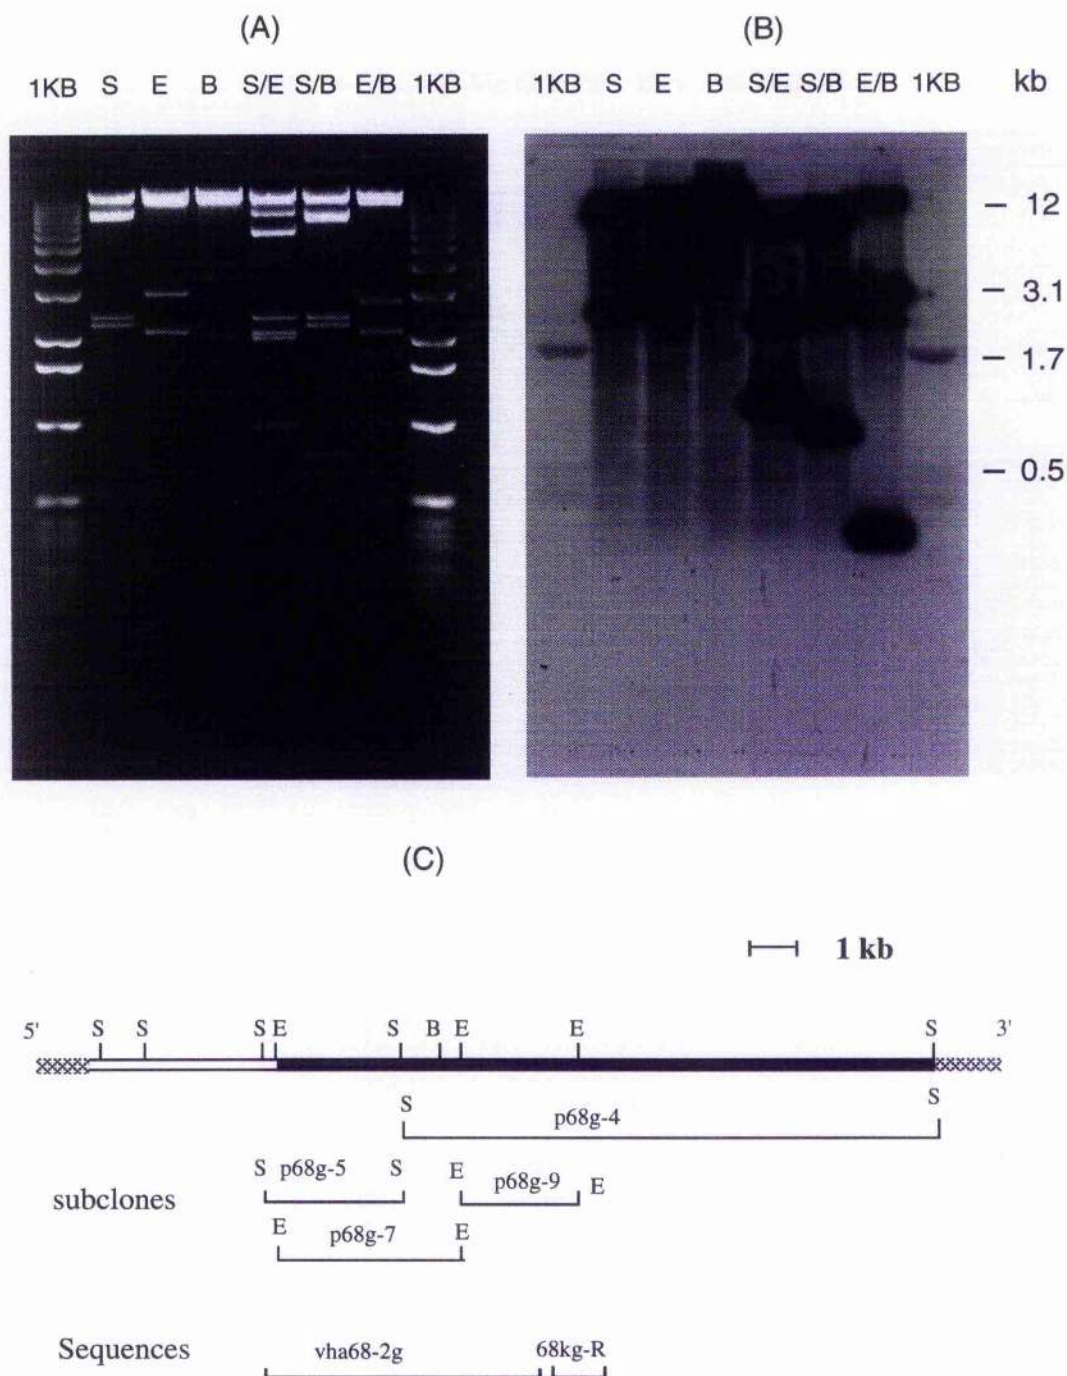 (A) (B)
1KB S E B S/E S/B E/B 1KB 1KB S E B S/E S/B E/B 1KB kb
12
3.1
1.7
0.5
(C)
1 kb
5' S S S E S B E E S 3'
S p68g-4 S
S p68g-5 S E p68g-9 E
subclones
E p68g-7 E
Sequences vha68-2g 68kg-R